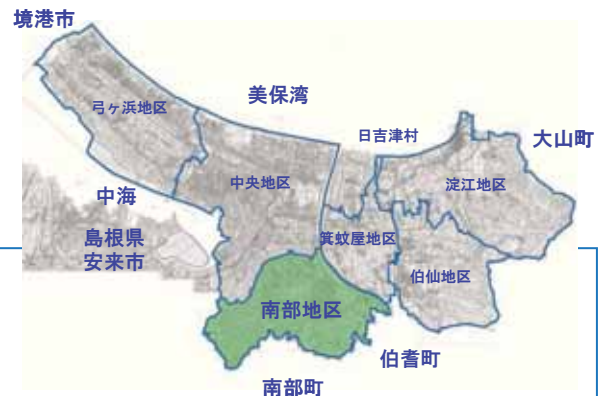 境港市
美保湾
弓ヶ浜地区
日吉津村
大山町
中央地区
淀江地区
中海
島根県
安来市
箕蚊屋地区
伯仙地区
南部地区
伯耆町
南部町